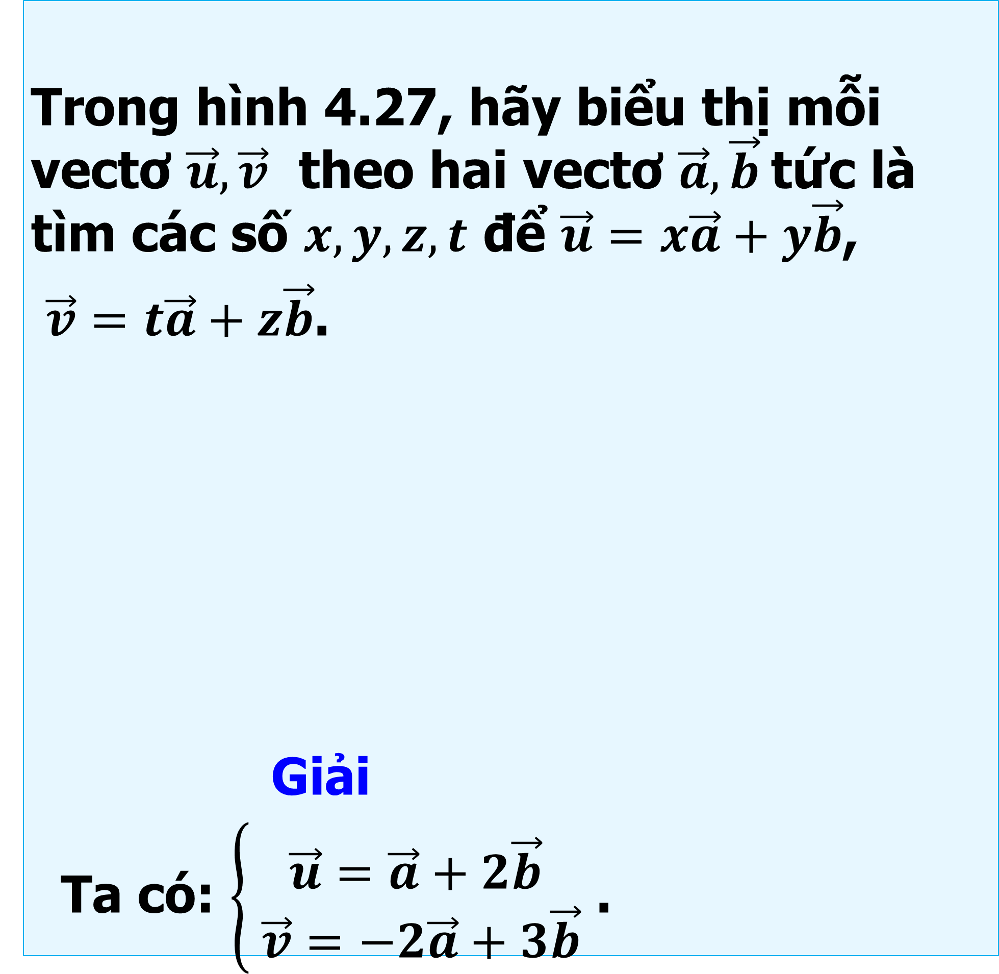 Trong hình 4.27, hãy biểu thị mỗi
vectơ $\vec{u}, \vec{v}$ theo hai vectơ $\vec{a}, \vec{b}$ tức là
tìm các số $x, y, z, t$ để $\vec{u} = x\vec{a} + y\vec{b}$,
$\vec{v} = t\vec{a} + z\vec{b}$.
Giải
Ta có: $\begin{cases} \vec{u} = \vec{a} + 2\vec{b} \\ \vec{v} = -2\vec{a} + 3\vec{b} \end{cases}$.